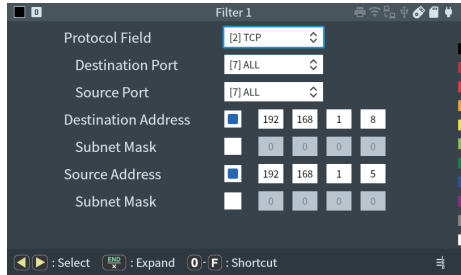 0 Filter 1
Protocol Field [2] TCP
Destination Port [7] ALL
Source Port [7] ALL
Destination Address 192 168 1 8
Subnet Mask 0 0 0 0
Source Address 192 168 1 5
Subnet Mask 0 0 0 0
: Select END × : Expand 0 - F : Shortcut